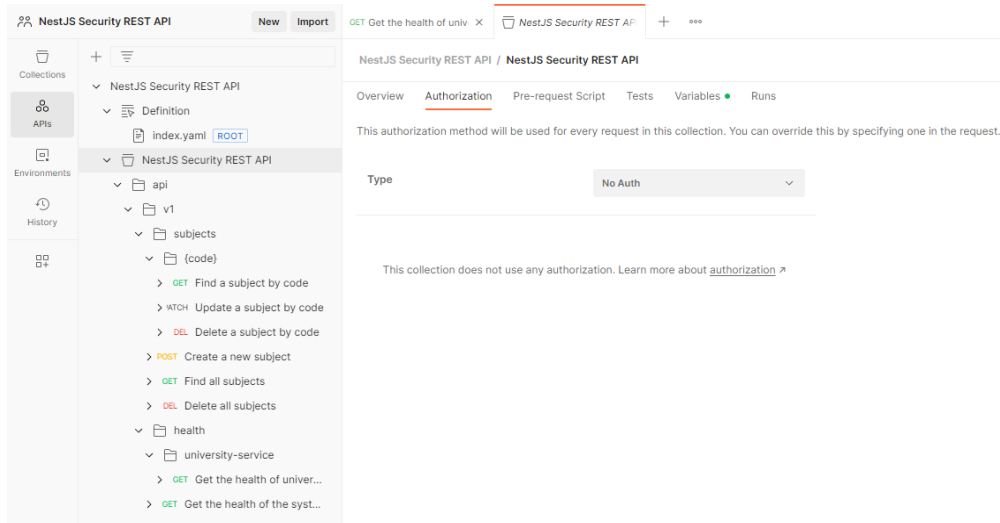 NestJS Security REST API
New
Import
GET Get the health of unive
NestJS Security REST AP
Collections
APIs
Environments
History
NestJS Security REST API
Definition
index.yaml ROOT
NestJS Security REST API
api
v1
subjects
{code}
GET Find a subject by code
PATCH Update a subject by code
DEL Delete a subject by code
POST Create a new subject
GET Find all subjects
DEL Delete all subjects
health
university-service
GET Get the health of univer...
GET Get the health of the syst...
NestJS Security REST API / NestJS Security REST API
Overview Authorization Pre-request Script Tests Variables Runs
This authorization method will be used for every request in this collection. You can override this by specifying one in the request.
Type
No Auth
This collection does not use any authorization. Learn more about authorization